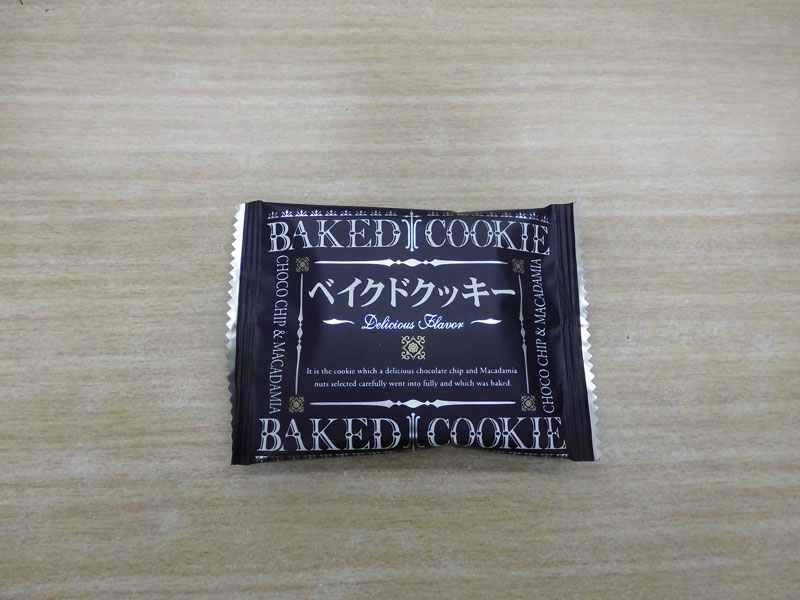 BAKED COOKIE
CHOCO CHIP & MACADAMIA
ベイクドクッキー
Delicious Flavor
It is the cookie which a delicious chocolate chip and Macadamia
nuts selected carefully went into fully and which was baked.
CHOCO CHIP & MACADAMIA
BAKED COOKIE